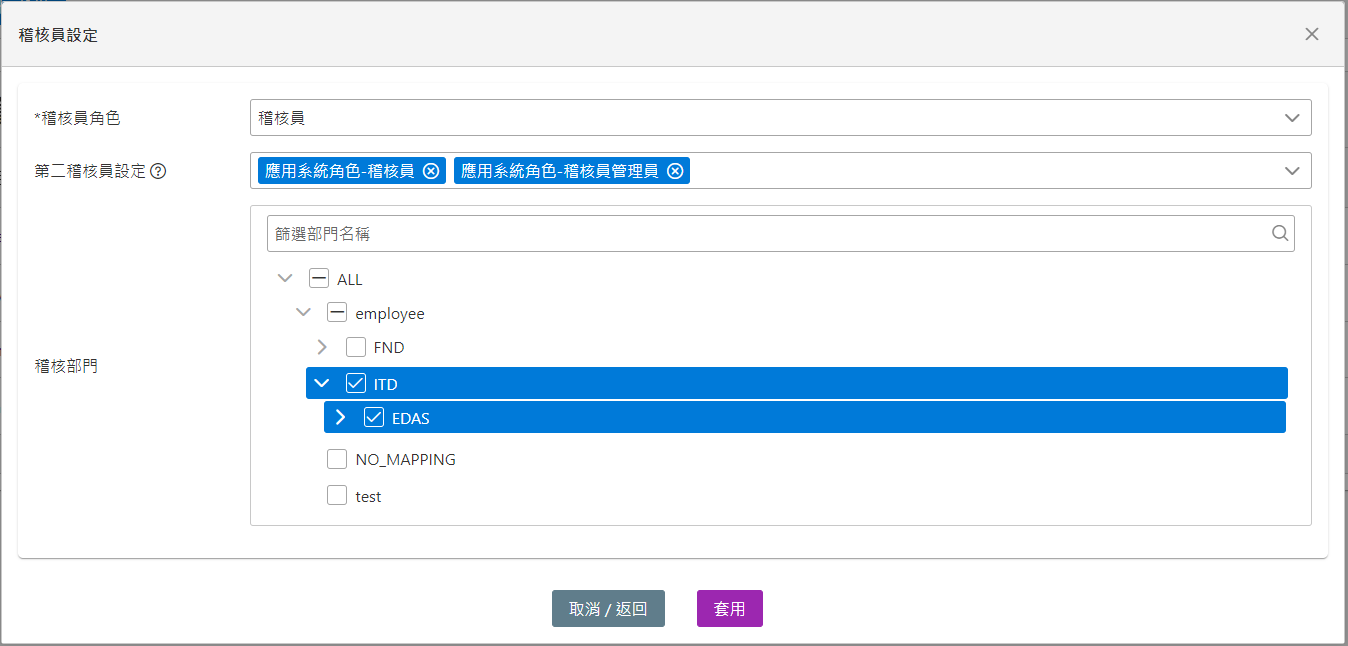 稽核員設定
*稽核員角色
稽核員
第二稽核員設定
應用系統角色-稽核員
應用系統角色-稽核員管理員
稽核部門
篩選部門名稱
ALL
employee
FND
ITD
EDAS
NO_MAPPING
test
取消 / 返回
套用